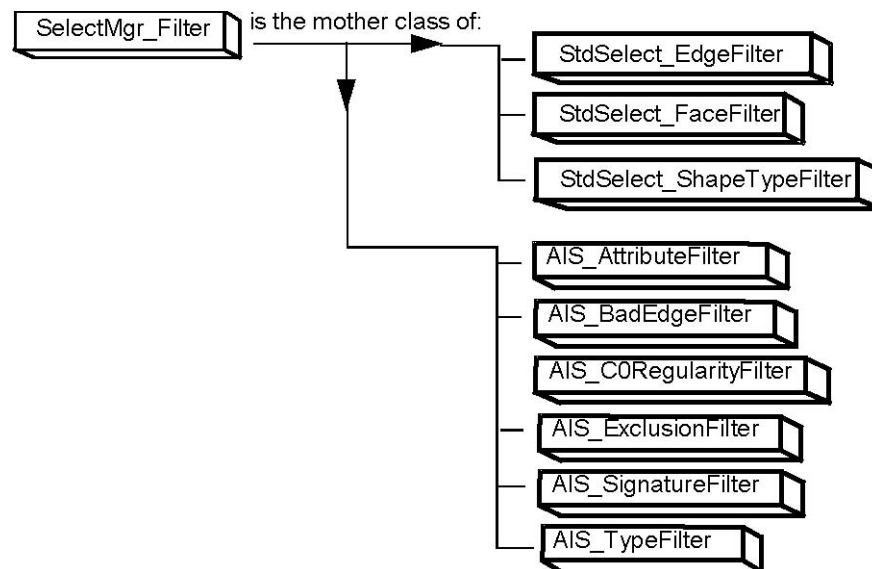 SelectMgr_Filter
is the mother class of:
StdSelect_EdgeFilter
StdSelect_FaceFilter
StdSelect_ShapeTypeFilter
AIS_AttributeFilter
AIS_BadEdgeFilter
AIS_C0RegularityFilter
AIS_ExclusionFilter
AIS_SignatureFilter
AIS_TypeFilter